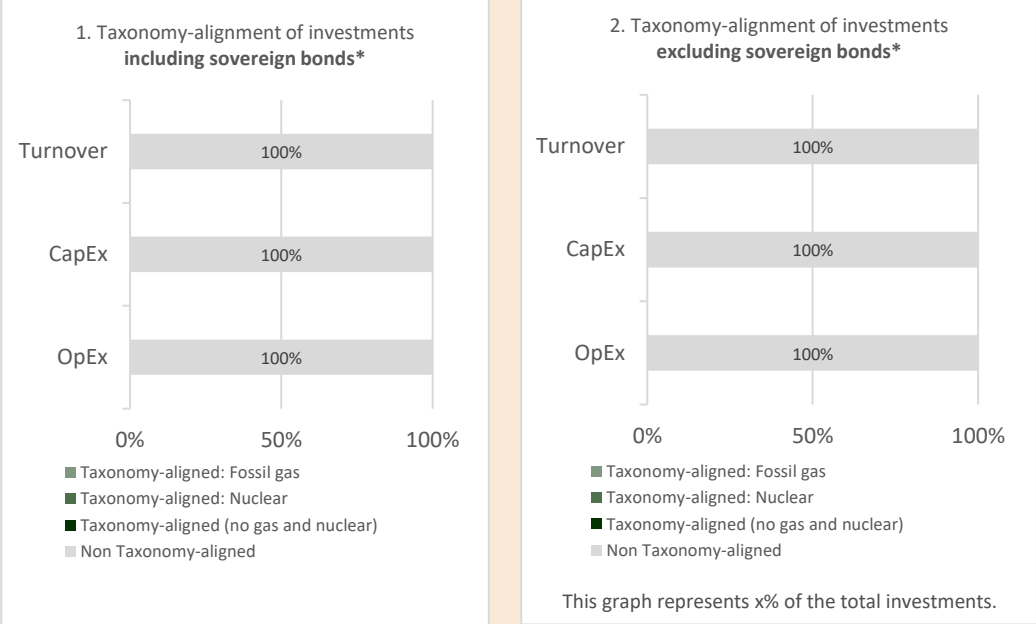 1. Taxonomy-alignment of investments
including sovereign bonds*
Turnover
100%
CapEx
100%
OpEx
100%
0%
50%
100%
Taxonomy-aligned: Fossil gas
Taxonomy-aligned: Nuclear
Taxonomy-aligned (no gas and nuclear)
Non Taxonomy-aligned
2. Taxonomy-alignment of investments
excluding sovereign bonds*
Turnover
100%
CapEx
100%
OpEx
100%
0%
50%
100%
Taxonomy-aligned: Fossil gas
Taxonomy-aligned: Nuclear
Taxonomy-aligned (no gas and nuclear)
Non Taxonomy-aligned
This graph represents x% of the total investments.